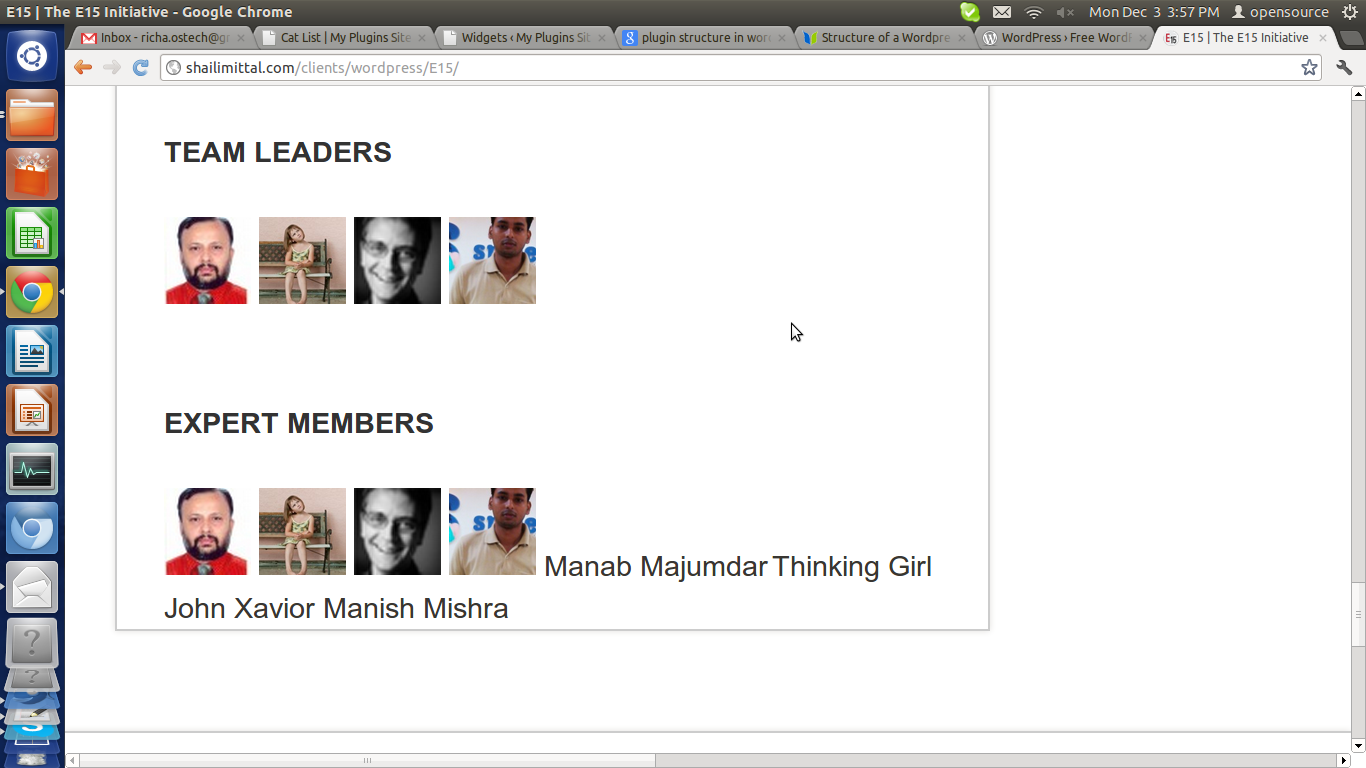 E15 | The E15 Initiative - Google Chrome
Mon Dec 3 3:57 PM opensource
Inbox - richa.ostech@g
Cat List | My Plugins Site
Widgets ‹ My Plugins Sit
plugin structure in wor
Structure of a Wordpre
WordPress › Free WordP
E15 | The E15 Initiative
shailimittal.com/clients/wordpress/E15/
TEAM LEADERS
EXPERT MEMBERS
Manab Majumdar Thinking Girl
John Xavior Manish Mishra